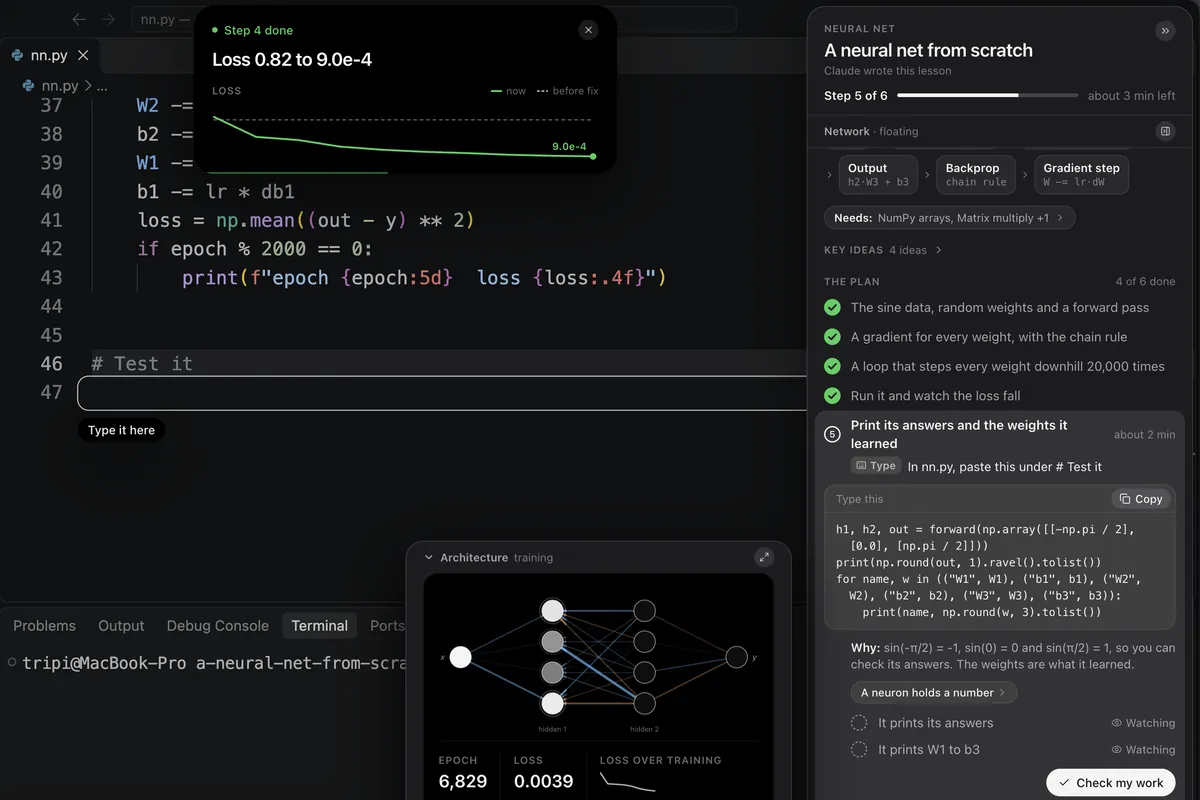 nn.py —
nn.py
nn.py > ...
Step 4 done
Loss 0.82 to 9.0e-4
LOSS
now
before fix
9.0e-4
37 W2 -=
38 b2 -=
39 W1 -=
40 b1 -= lr * db1
41 loss = np.mean((out - y) ** 2)
42 if epoch % 2000 == 0:
43 print(f"epoch {epoch:5d}  loss {loss:.4f}")
44
45
46 # Test it
47
Type it here
Problems
Output
Debug Console
Terminal
Ports
tripi@MacBook-Pro a-neural-net-from-scra
Architecture training
x
y
hidden 1
hidden 2
EPOCH
6,829
LOSS
0.0039
LOSS OVER TRAINING
NEURAL NET
A neural net from scratch
Claude wrote this lesson
Step 5 of 6
about 3 min left
Network · floating
Output
h2·W3 + b3
Backprop
chain rule
Gradient step
W -= lr·dW
Needs: NumPy arrays, Matrix multiply +1 >
KEY IDEAS 4 ideas >
THE PLAN
4 of 6 done
The sine data, random weights and a forward pass
A gradient for every weight, with the chain rule
A loop that steps every weight downhill 20,000 times
Run it and watch the loss fall
5
Print its answers and the weights it
learned
about 2 min
Type
In nn.py, paste this under # Test it
Type this
Copy
h1, h2, out = forward(np.array([[-np.pi / 2],
[0.0], [np.pi / 2]]))
print(np.round(out, 1).ravel().tolist())
for name, w in (("W1", W1), ("b1", b1), ("W2",
W2), ("b2", b2), ("W3", W3), ("b3", b3)):
print(name, np.round(w, 3).tolist())
Why: sin(-π/2) = -1, sin(0) = 0 and sin(π/2) = 1, so you can
check its answers. The weights are what it learned.
A neuron holds a number >
It prints its answers
Watching
It prints W1 to b3
Watching
Check my work